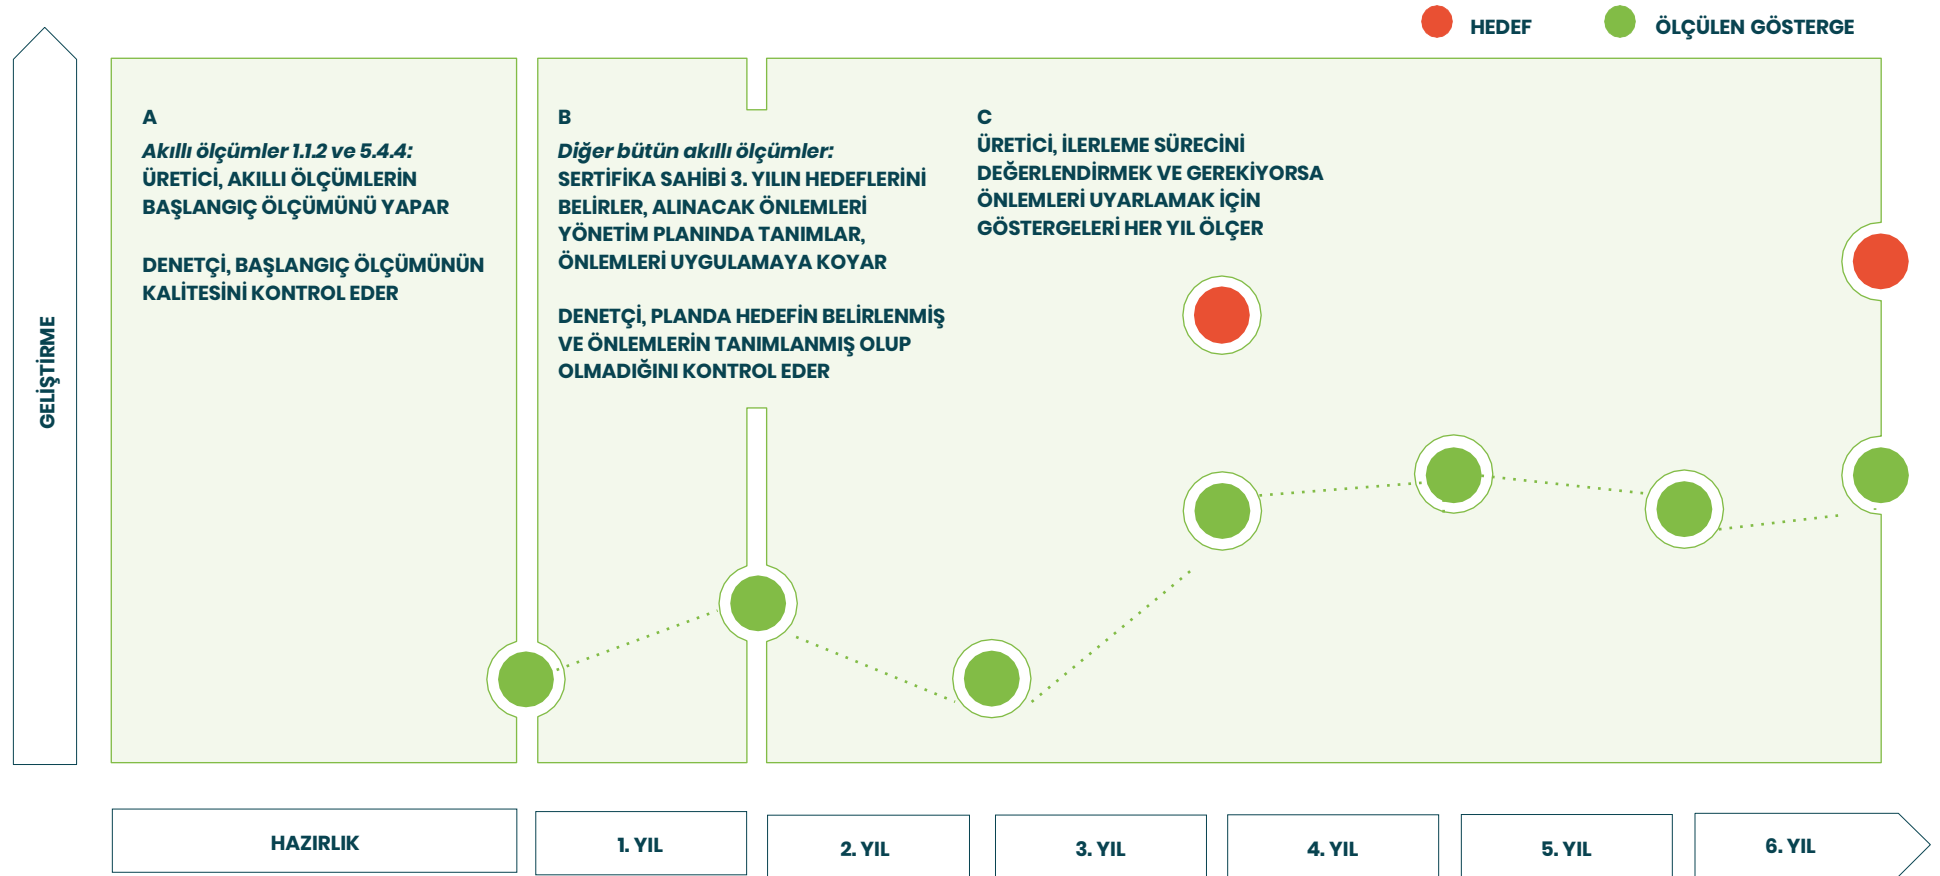 HEDEF
ÖLÇÜLEN GÖSTERGE
GELİŞTİRME
A
Akıllı ölçümler 1.1.2 ve 5.4.4:
ÜRETİCİ, AKILLI ÖLÇÜMLERİN
BAŞLANGIÇ ÖLÇÜMÜNÜ YAPAR
DENETÇİ, BAŞLANGIÇ ÖLÇÜMÜNÜN
KALİTESİNİ KONTROL EDER
B
Diğer bütün akıllı ölçümler:
SERTİFİKA SAHİBİ 3. YILIN HEDEFLERİNİ
BELİRLER, ALINACAK ÖNLEMLERİ
YÖNETİM PLANINDA TANIMLAR,
ÖNLEMLERİ UYGULAMAYA KOYAR
DENETÇİ, PLANDA HEDEFİN BELİRLENMİŞ
VE ÖNLEMLERİN TANIMLANMIŞ OLUP
OLMADIĞINI KONTROL EDER
C
ÜRETİCİ, İLERLEME SÜRECİNİ
DEĞERLENDİRMEK VE GEREKİYORSA
ÖNLEMLERİ UYARLAMAK İÇİN
GÖSTERGELERİ HER YIL ÖLÇER
HAZIRLIK
1. YIL
2. YIL
3. YIL
4. YIL
5. YIL
6. YIL